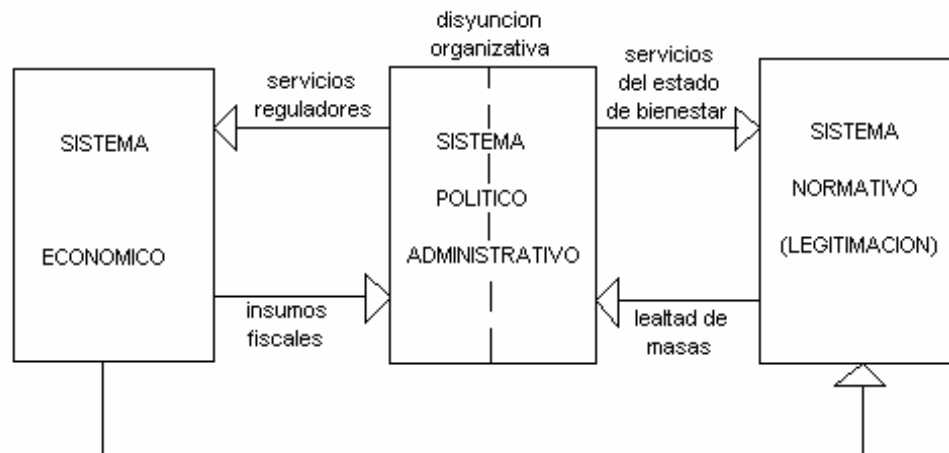 disyuncion
organizativa
servicios
reguladores
servicios
del estado
de bienestar
SISTEMA
ECONOMICO
SISTEMA
POLITICO
ADMINISTRATIVO
SISTEMA
NORMATIVO
(LEGITIMACION)
insumos
fiscales
lealtad de
masas